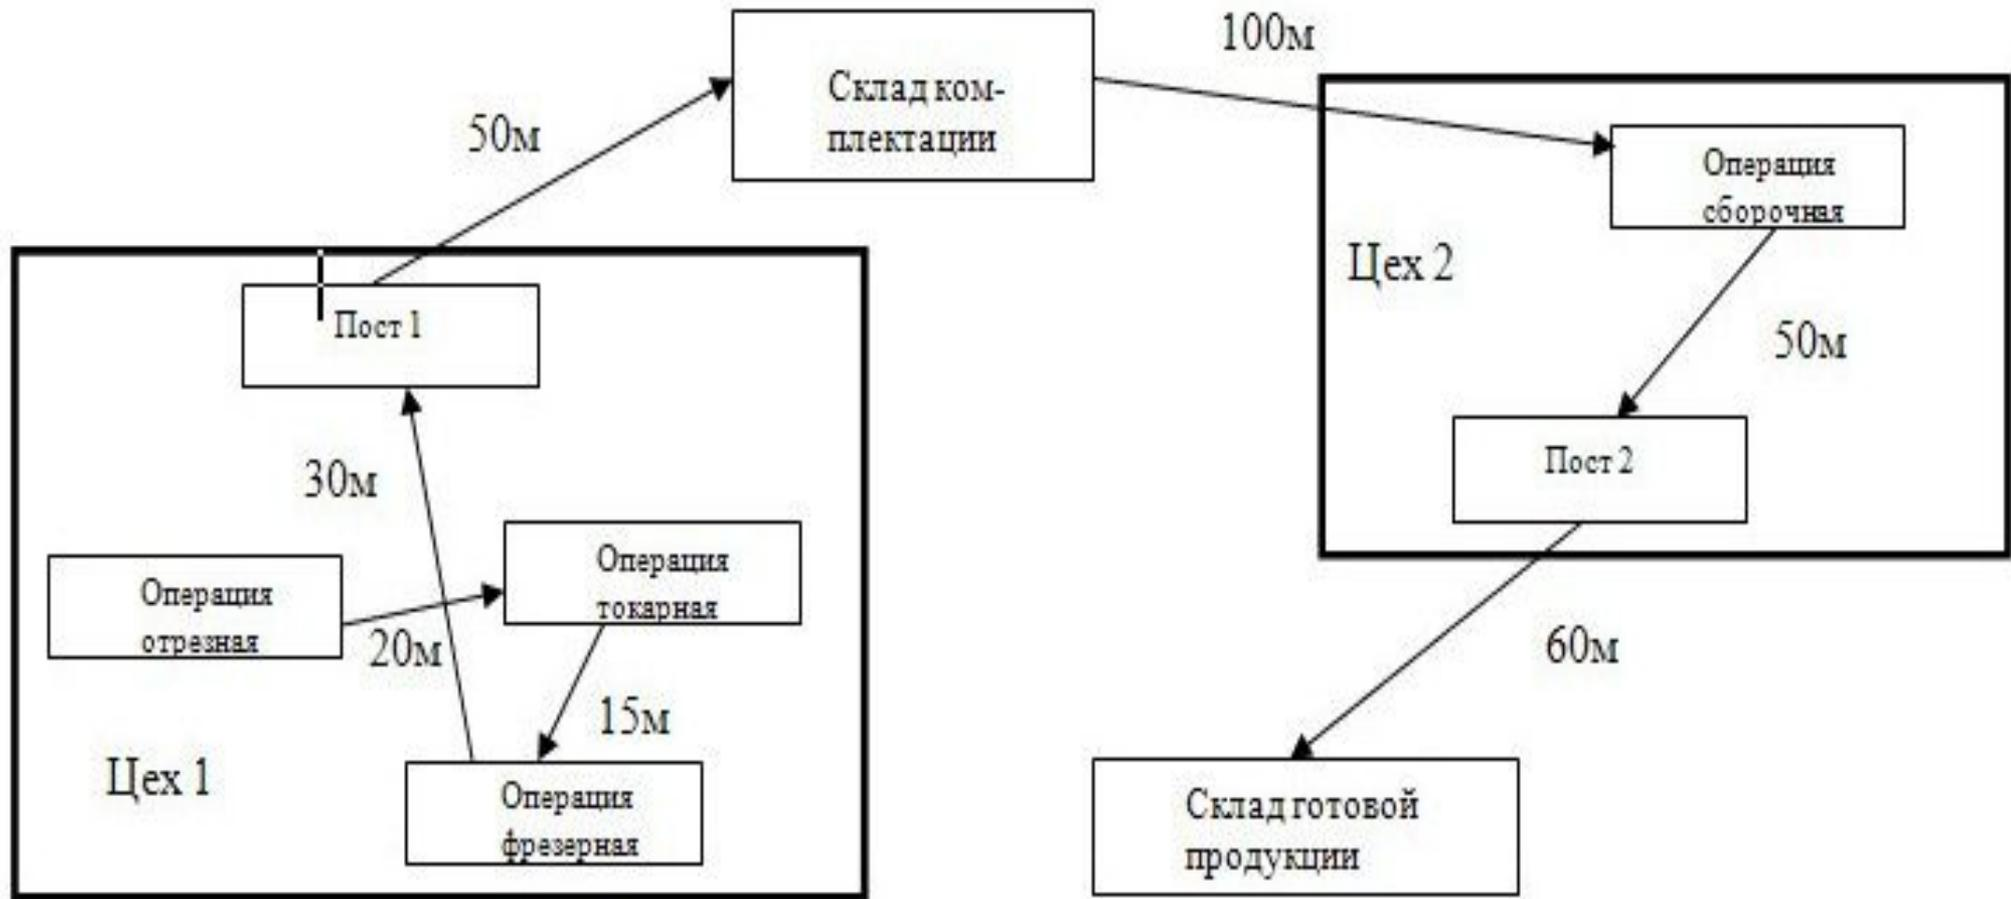 100м
Склад ком-
плектации
50м
Операция
сборочная
Цех 2
Пост 1
50м
Пост 2
30м
Операция
токарная
Операция
отрезная
20м
60м
15м
Цех 1
Операция
фрезерная
Склад готовой
продукции